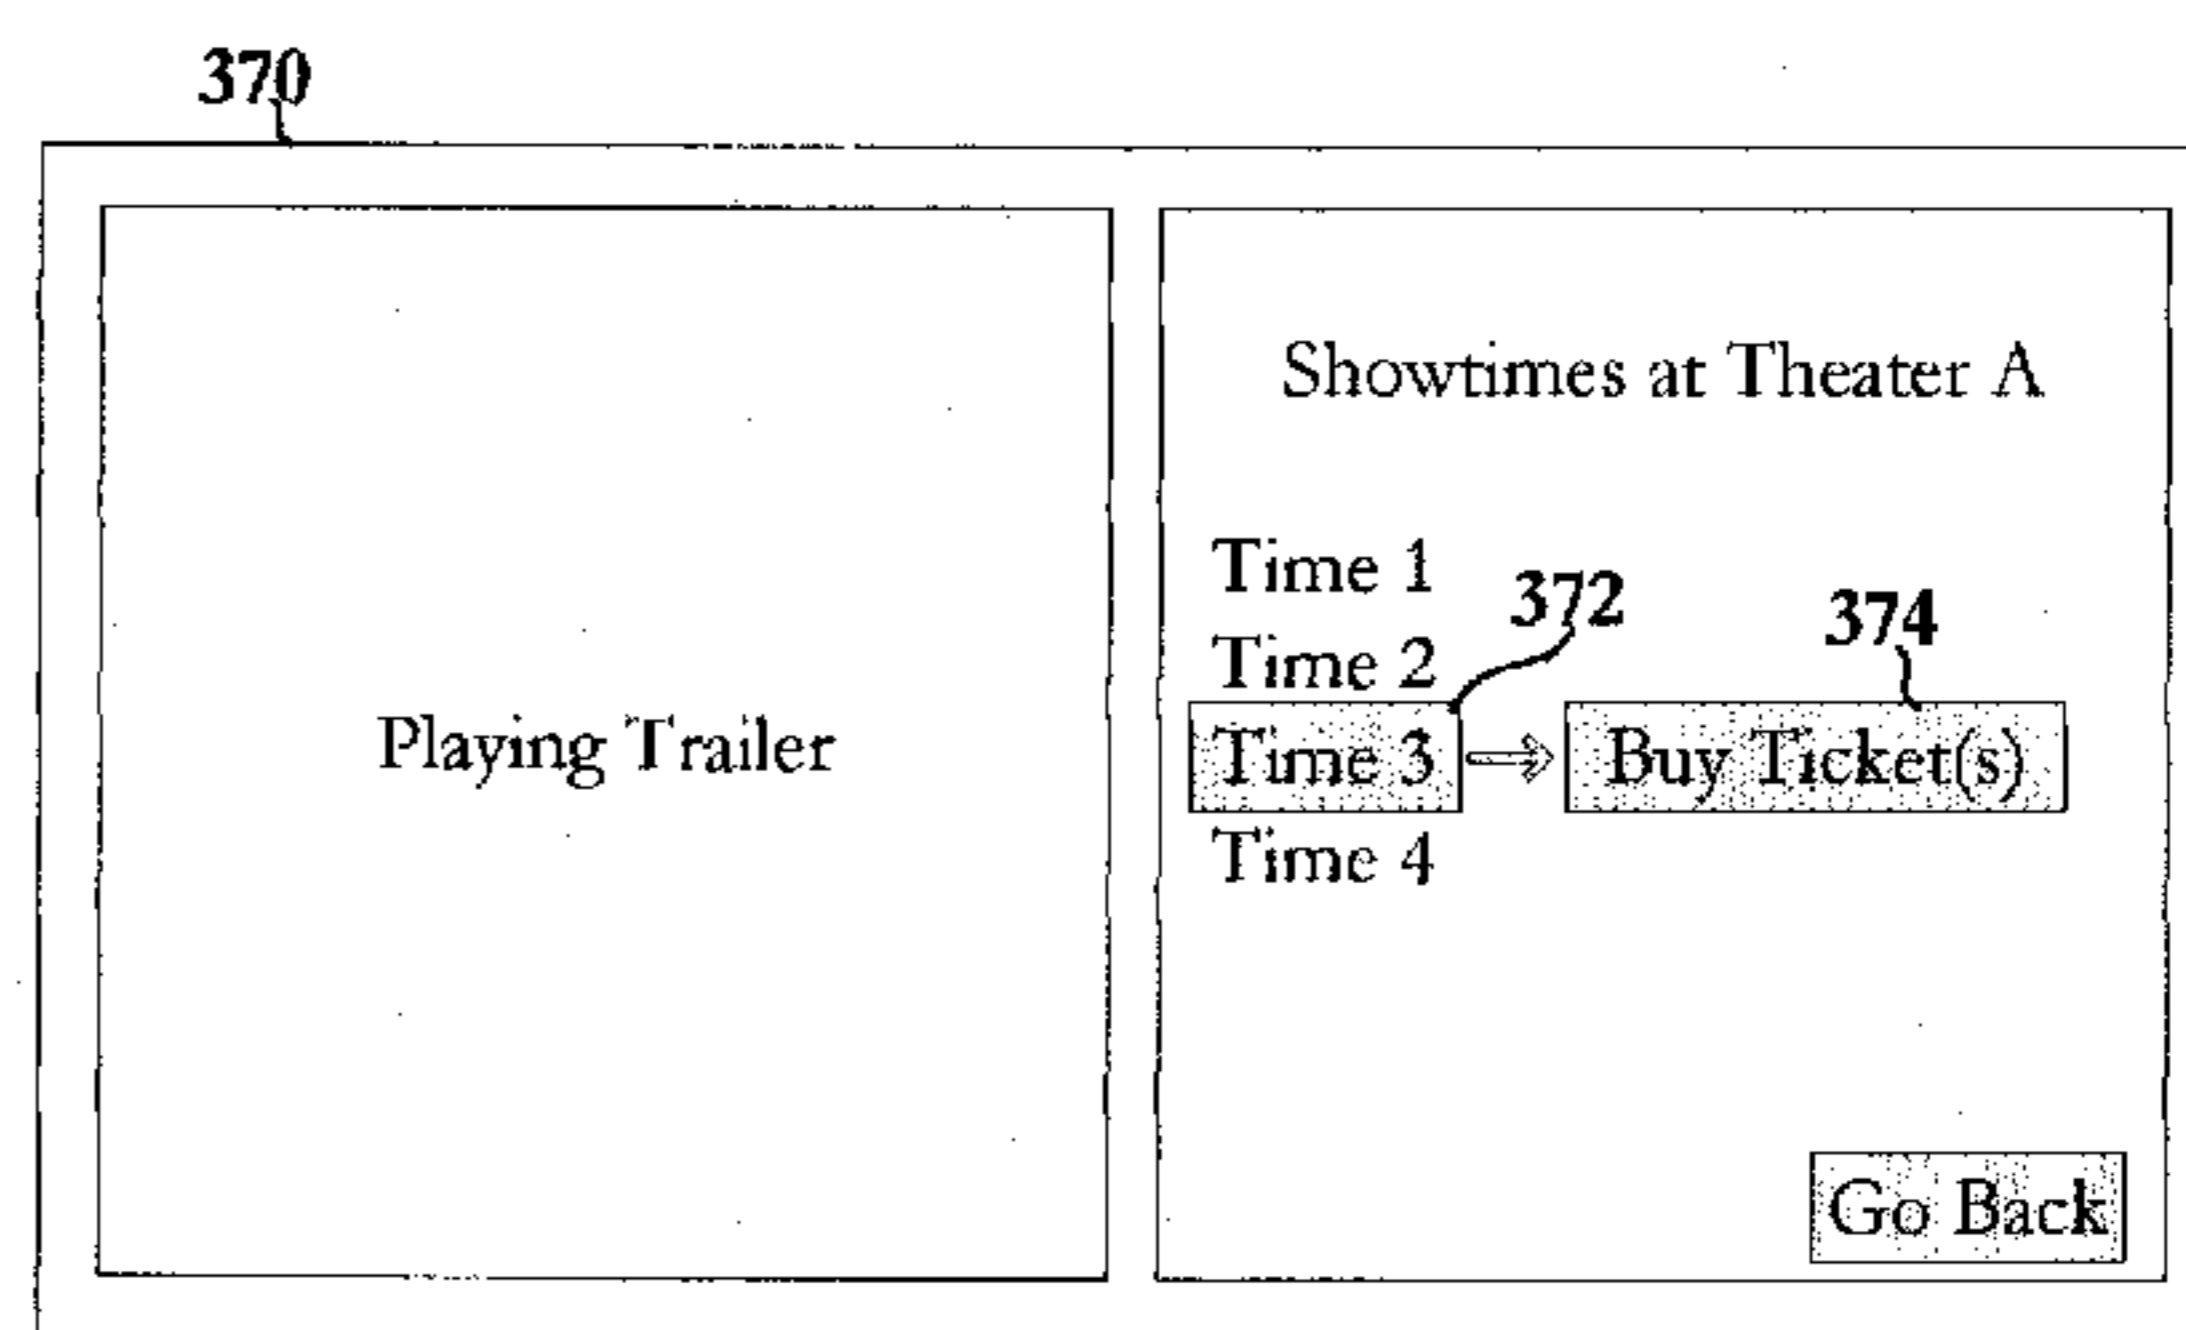 370
Playing Trailer
Showtimes at Theater A
Time 1
372
374
Time 2
Time 3
Buy Ticket(s)
Time 4
Go Back